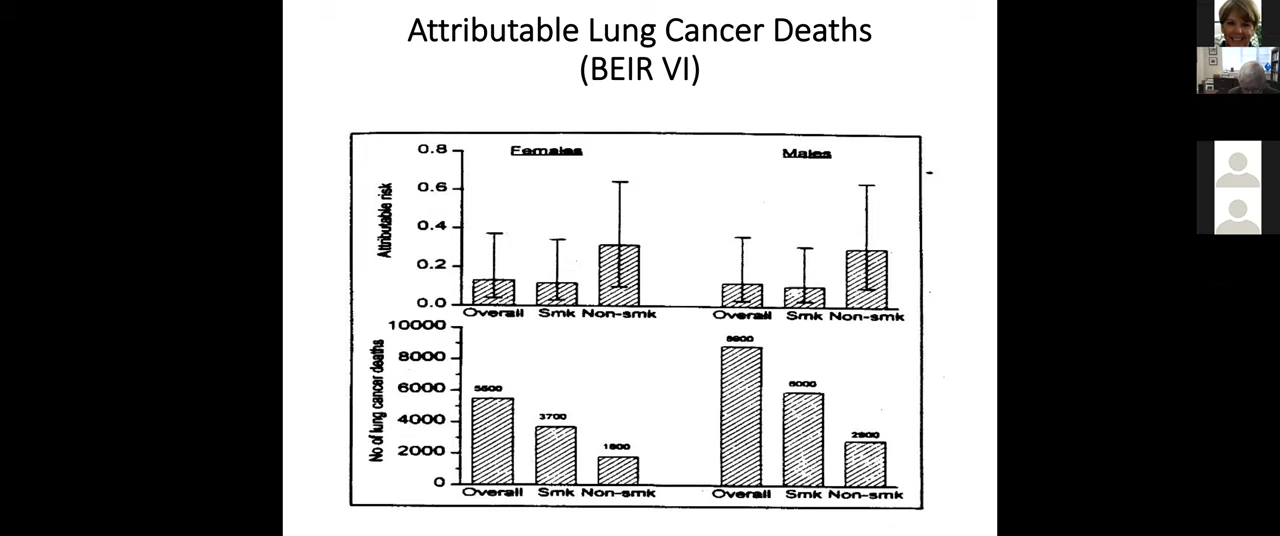 Attributable Lung Cancer Deaths
(BEIR VI)
Females
Males
Attributable risk
0.8
0.6
0.4
0.2
0.0
Overall Smk Non-smk
Overall Smk Non-smk
No of lung cancer deaths
10000
8000
6000
4000
2000
0
5500
3700
1800
8900
6000
2900
Overall Smk Non-smk
Overall Smk Non-smk